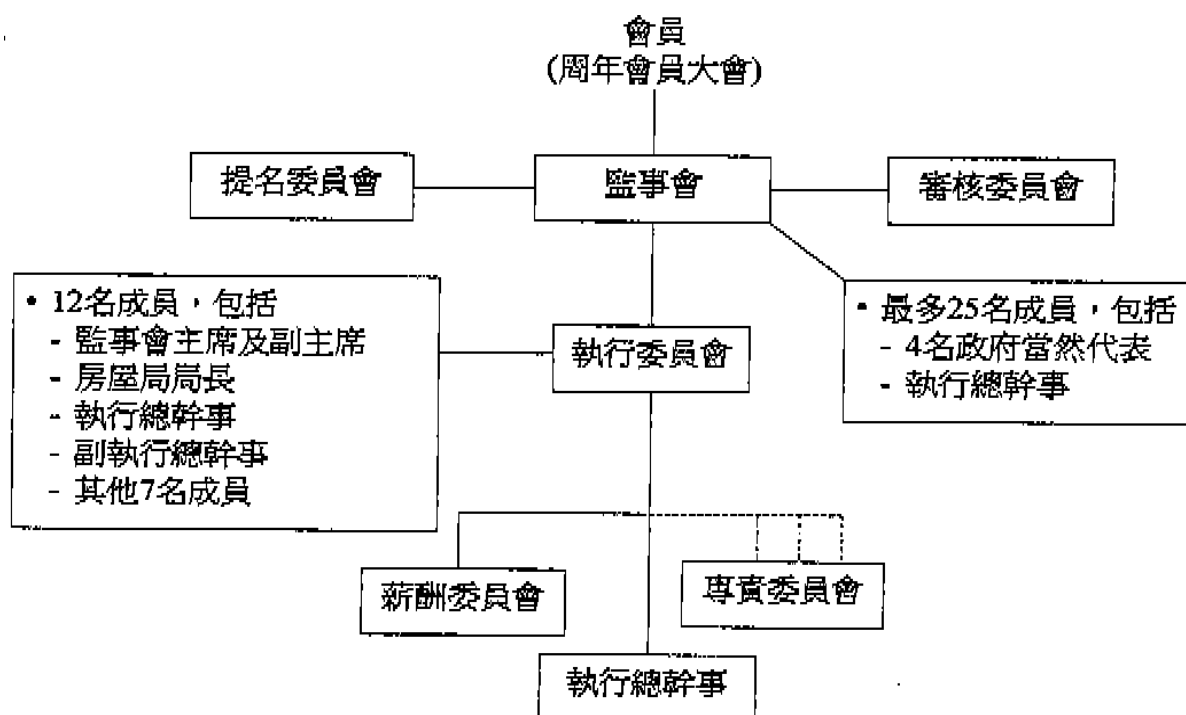 會員
(周年會員大會)
提名委員會
監事會
審核委員會
• 12名成員，包括
- 監事會主席及副主席
- 房屋局局長
- 執行總幹事
- 副執行總幹事
- 其他7名成員
執行委員會
• 最多25名成員，包括
- 4名政府當然代表
- 執行總幹事
薪酬委員會
專責委員會
執行總幹事